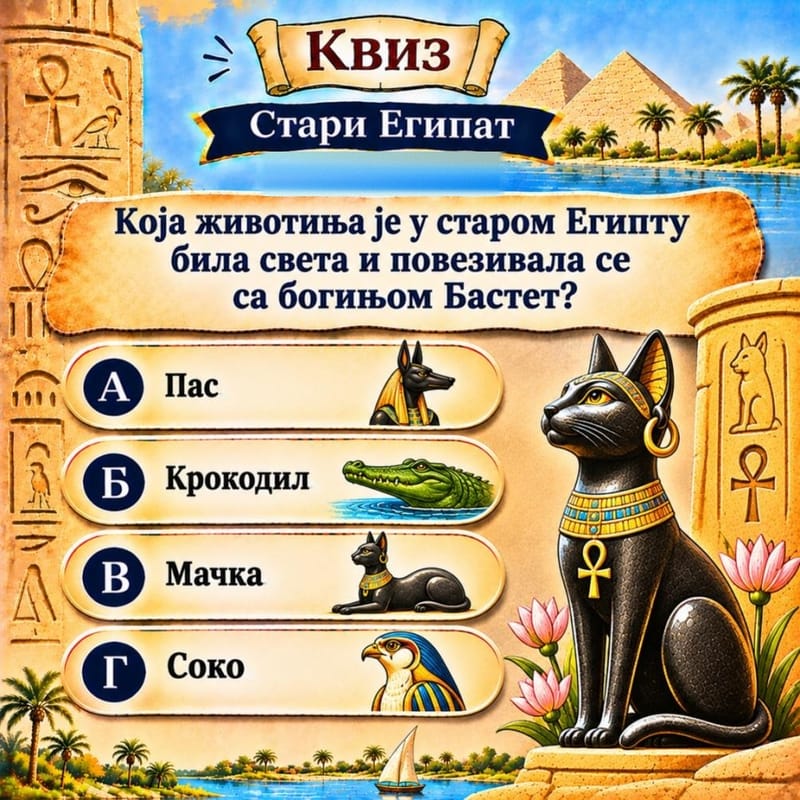 Квиз
Стари Египат
Која животиња је у старом Египту
била света и повезивала се
са богињом Бастет?
А Пас
Б Крокодил
В Мачка
Г Соко